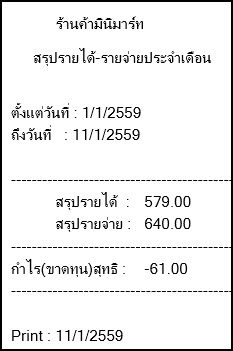 ร้านค้ามินิมาร์ท
สรุปรายได้-รายจ่ายประจำเดือน
ตั้งแต่วันที่ : 1/1/2559
ถึงวันที่ : 11/1/2559
สรุปรายได้ : 579.00
สรุปรายจ่าย : 640.00
กำไร(ขาดทุน)สุทธิ : -61.00
Print : 11/1/2559